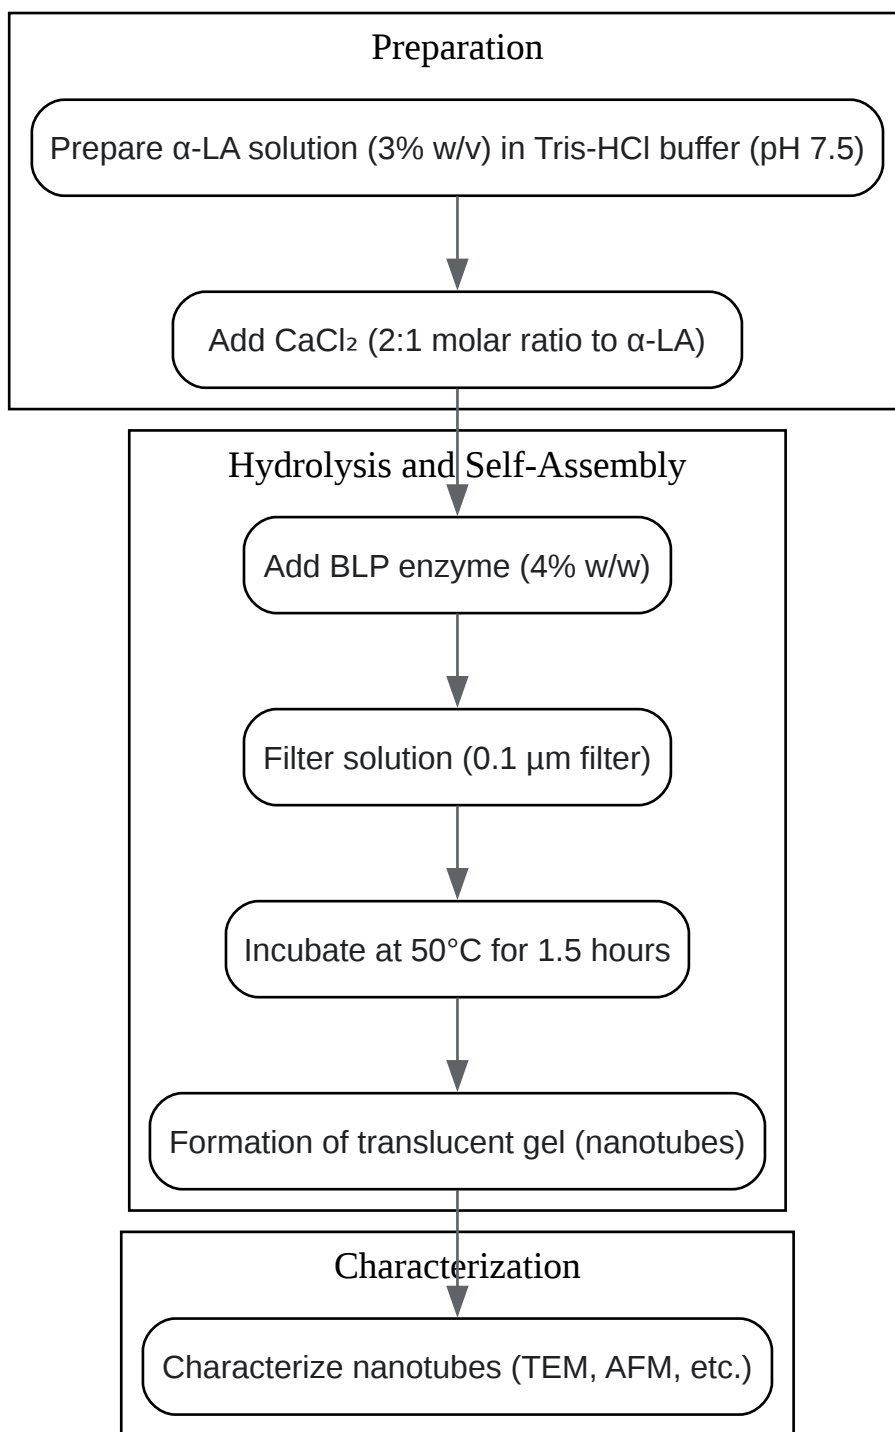 Preparation
Prepare α-LA solution (3% w/v) in Tris-HCl buffer (pH 7.5)
Add CaCl₂ (2:1 molar ratio to α-LA)
Hydrolysis and Self-Assembly
Add BLP enzyme (4% w/w)
Filter solution (0.1 µm filter)
Incubate at 50°C for 1.5 hours
Formation of translucent gel (nanotubes)
Characterization
Characterize nanotubes (TEM, AFM, etc.)